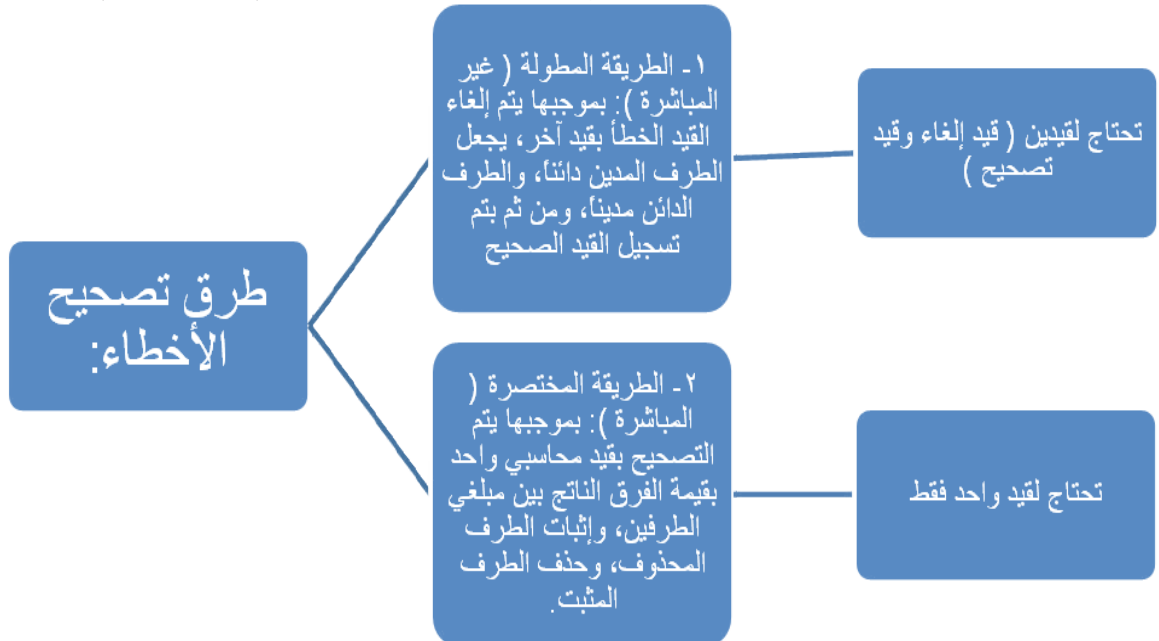 طرق تصحيح
الأخطاء:
١- الطريقة المطولة ( غير
المباشرة ): بموجبها يتم إلغاء
القيد الخطأ بقيد آخر، يجعل
الطرف المدين دائناً، والطرف
الدائن مديناً، ومن ثم بتم
تسجيل القيد الصحيح
تحتاج لقيدين ( قيد إلغاء وقيد
تصحيح )
٢- الطريقة المختصرة (
المباشرة ): بموجبها يتم
التصحيح بقيد محاسبي واحد
بقيمة الفرق الناتج بين مبلغي
الطرفين، وإثبات الطرف
المحذوف، وحذف الطرف
المثبت.
تحتاج لقيد واحد فقط